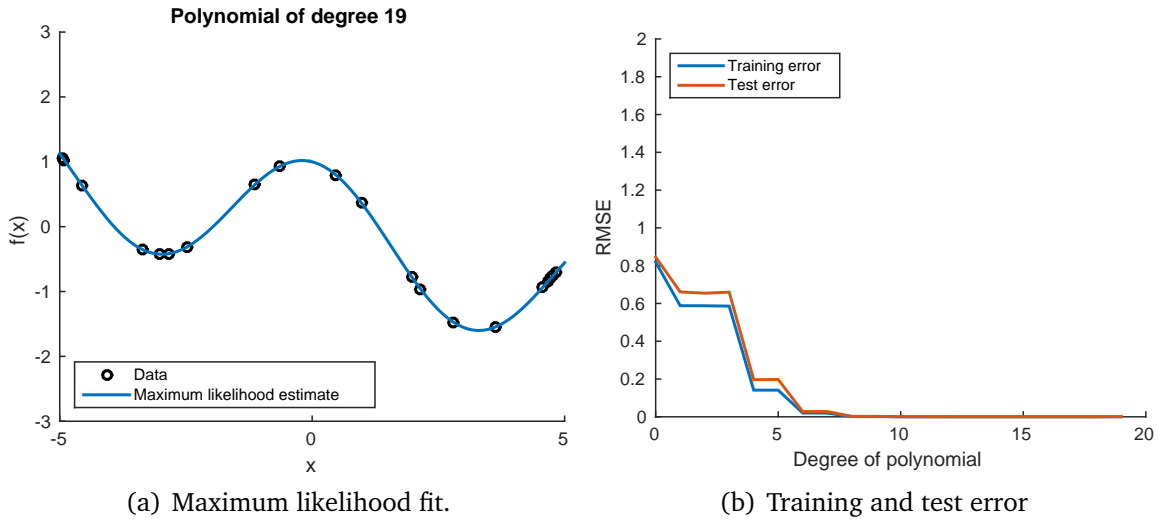 Polynomial of degree 19
3
2
1
0
-1
-2
-3
f(x)
Data
Maximum likelihood estimate
-5
0
5
x
(a) Maximum likelihood fit.
2
1.8
1.6
1.4
1.2
1
0.8
0.6
0.4
0.2
0
RMSE
Training error
Test error
0
5
10
15
20
Degree of polynomial
(b) Training and test error